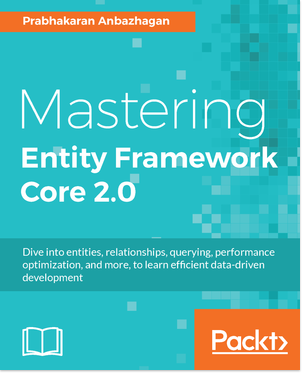 Prabhakaran Anbazhagan
Mastering
Entity Framework
Core 2.0
Dive into entities, relationships, querying, performance
optimization, and more, to learn efficient data-driven
development
Packt>